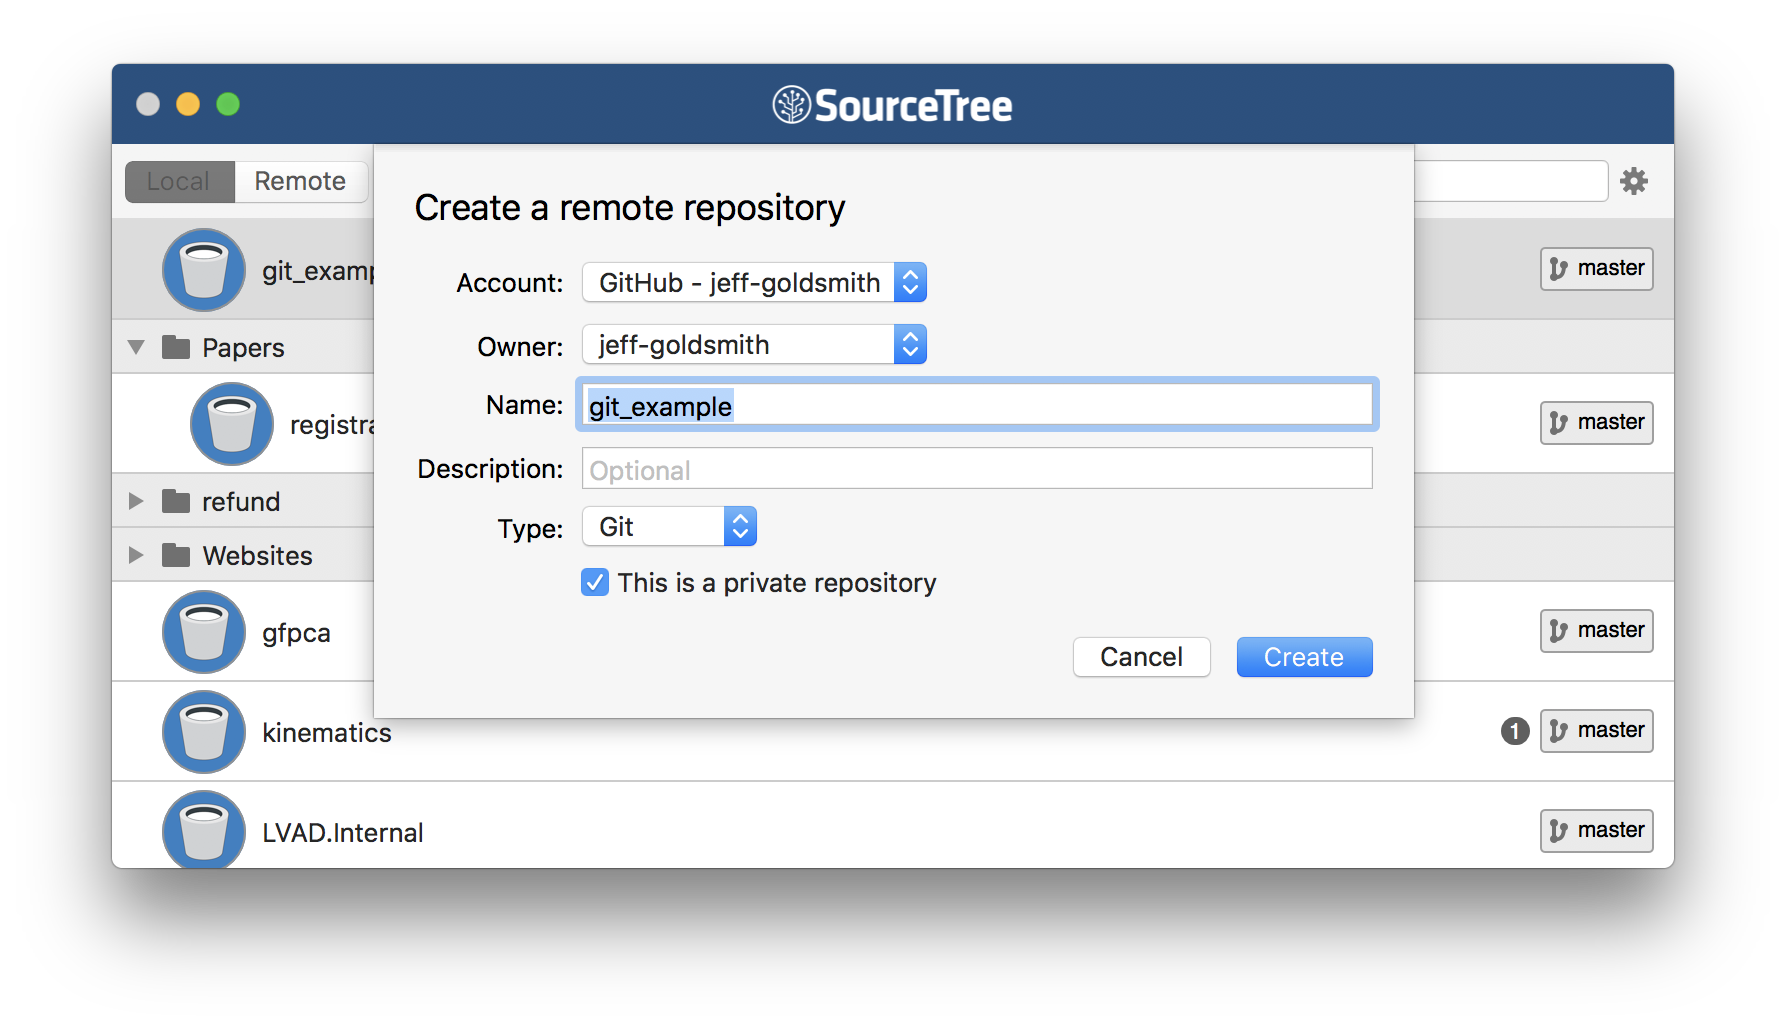 SourceTree
Local Remote
Create a remote repository
Account: GitHub - jeff-goldsmith
Owner: jeff-goldsmith
Name: git_example
Description: Optional
Type: Git
This is a private repository
Cancel Create
master
Papers
master
refund
Websites
gfpca master
kinematics 1 master
LVAD.Internal master